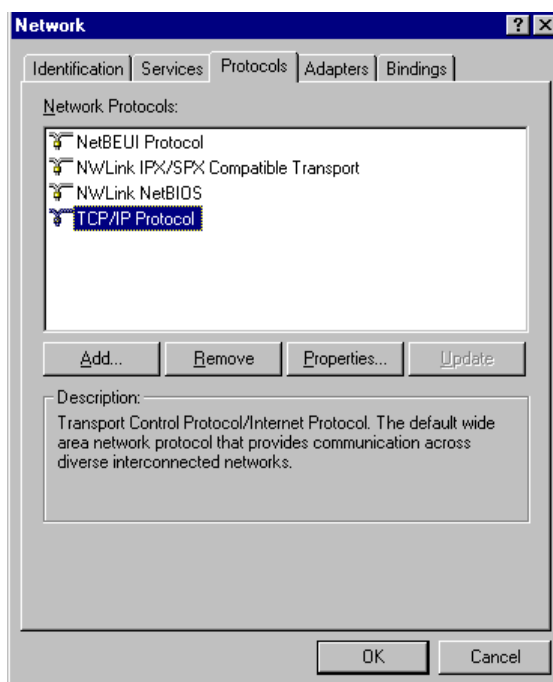 Network
Identification Services Protocols Adapters Bindings
Network Protocols:
NetBEUI Protocol
NWLink IPX/SPX Compatible Transport
NWLink NetBIOS
TCP/IP Protocol
Add... Remove Properties... Update
Description:
Transport Control Protocol/Internet Protocol. The default wide
area network protocol that provides communication across
diverse interconnected networks.
OK Cancel